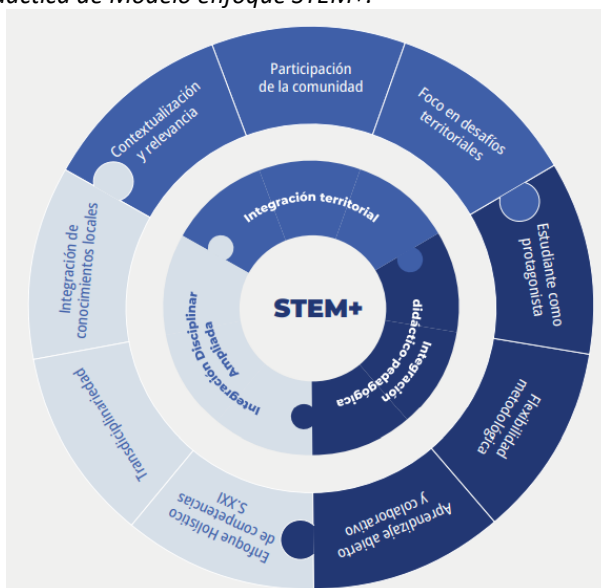 dáctica de Modelo enfoque STEM+.
Participación
de la comunidad
Foco en desafíos
territoriales
Estudiante como
protagonista
Flexibilidad
metodológica
Aprendizaje abierto
y colaborativo
Enfoque Holístico
de competencias
S.XXI
Transdiciplinariedad
Integración de
conocimientos locales
Contextualización
y relevancia
Integración territorial
Integración
didáctico-pedagógica
Integración Disciplinar
Ampliada
STEM+